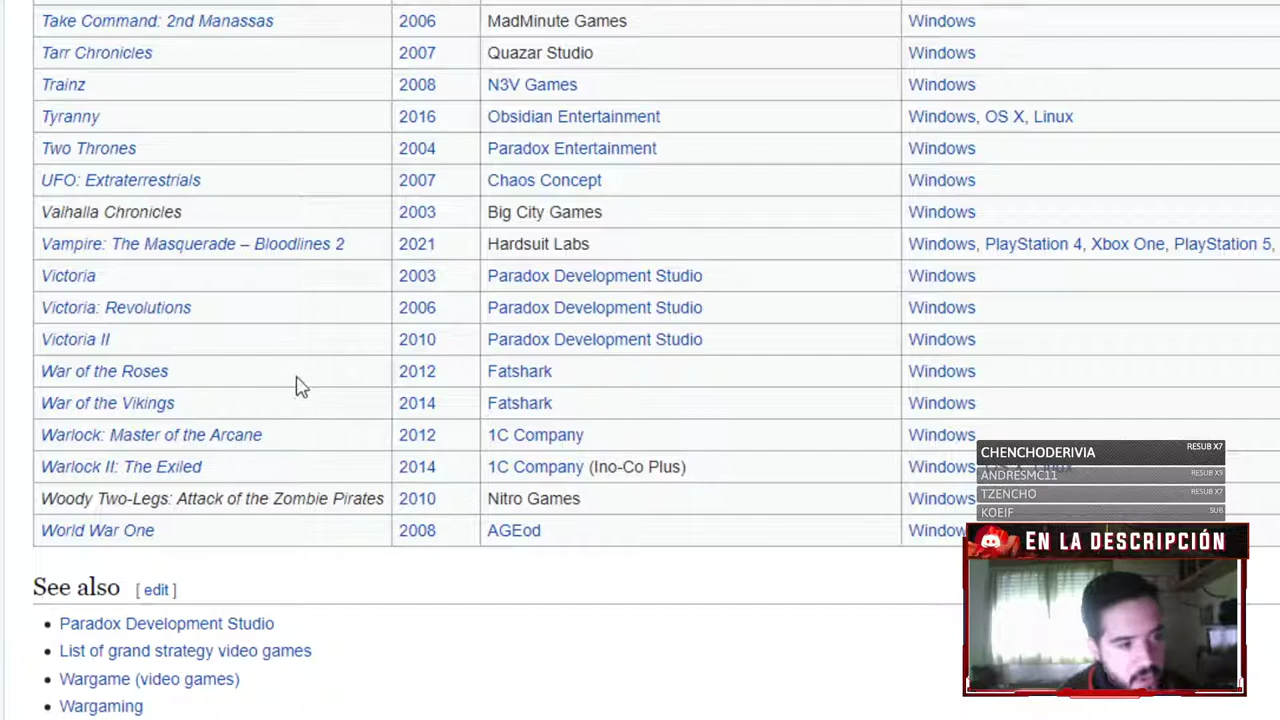 Take Command: 2nd Manassas 2006 MadMinute Games Windows
Tarr Chronicles 2007 Quazar Studio Windows
Trainz 2008 N3V Games Windows
Tyranny 2016 Obsidian Entertainment Windows, OS X, Linux
Two Thrones 2004 Paradox Entertainment Windows
UFO: Extraterrestrials 2007 Chaos Concept Windows
Valhalla Chronicles 2003 Big City Games Windows
Vampire: The Masquerade – Bloodlines 2 2021 Hardsuit Labs Windows, PlayStation 4, Xbox One, PlayStation 5,
Victoria 2003 Paradox Development Studio Windows
Victoria: Revolutions 2006 Paradox Development Studio Windows
Victoria II 2010 Paradox Development Studio Windows
War of the Roses 2012 Fatshark Windows
War of the Vikings 2014 Fatshark Windows
Warlock: Master of the Arcane 2012 1C Company Windows
Warlock II: The Exiled 2014 1C Company (Ino-Co Plus) Windows
Woody Two-Legs: Attack of the Zombie Pirates 2010 Nitro Games Windows
World War One 2008 AGEod Window
CHENCHODERIVIA RESUB X7
ANDRESMC11 RESUB X9
TZENCHO RESUB X7
KOEIF SUB
EN LA DESCRIPCIÓN
See also [ edit ]
Paradox Development Studio
List of grand strategy video games
Wargame (video games)
Wargaming